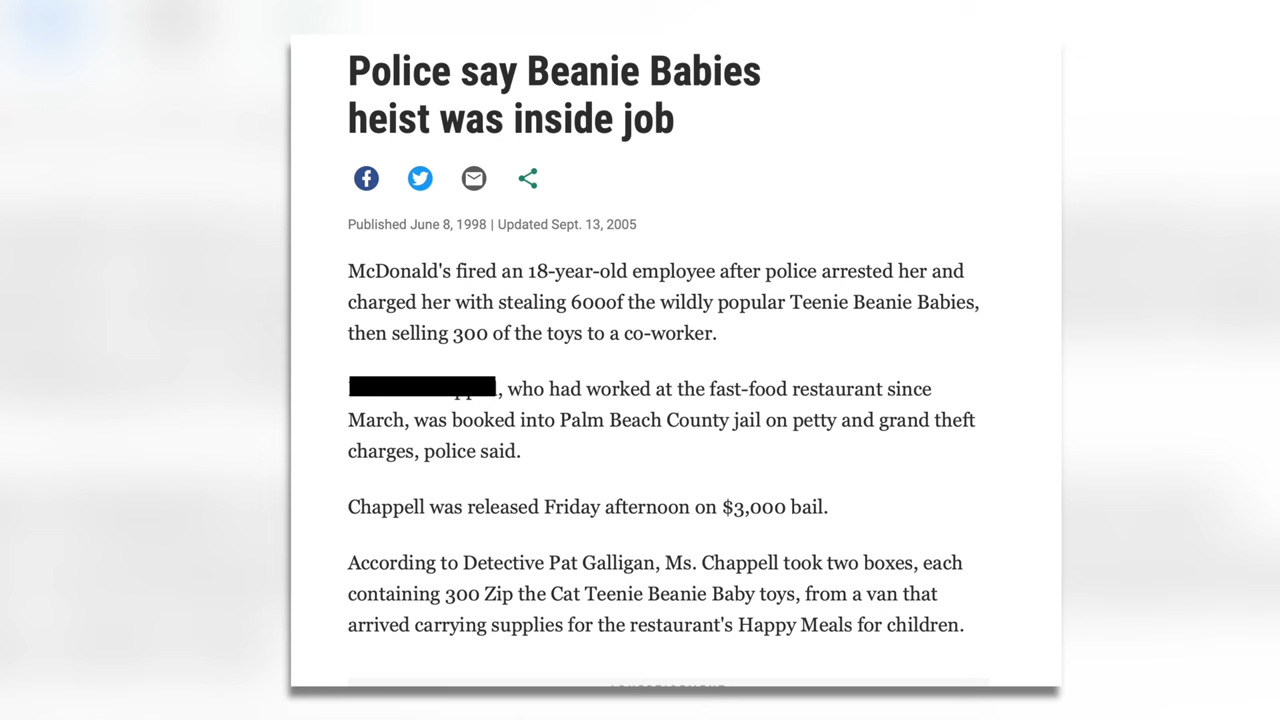 Police say Beanie Babies
heist was inside job
Published June 8, 1998 | Updated Sept. 13, 2005
McDonald's fired an 18-year-old employee after police arrested her and
charged her with stealing 600of the wildly popular Teenie Beanie Babies,
then selling 300 of the toys to a co-worker.
, who had worked at the fast-food restaurant since
March, was booked into Palm Beach County jail on petty and grand theft
charges, police said.
Chappell was released Friday afternoon on $3,000 bail.
According to Detective Pat Galligan, Ms. Chappell took two boxes, each
containing 300 Zip the Cat Teenie Beanie Baby toys, from a van that
arrived carrying supplies for the restaurant's Happy Meals for children.